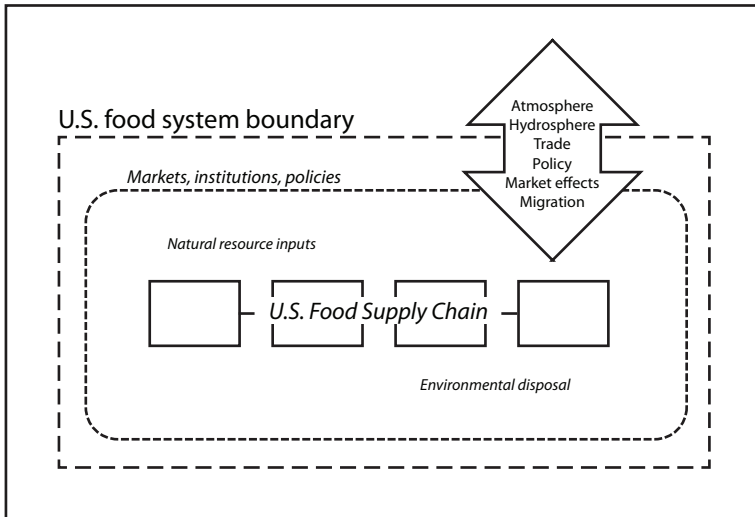 Atmosphere
Hydrosphere
Trade
Policy
Market effects
Migration
U.S. food system boundary
Markets, institutions, policies
Natural resource inputs
U.S. Food Supply Chain
Environmental disposal